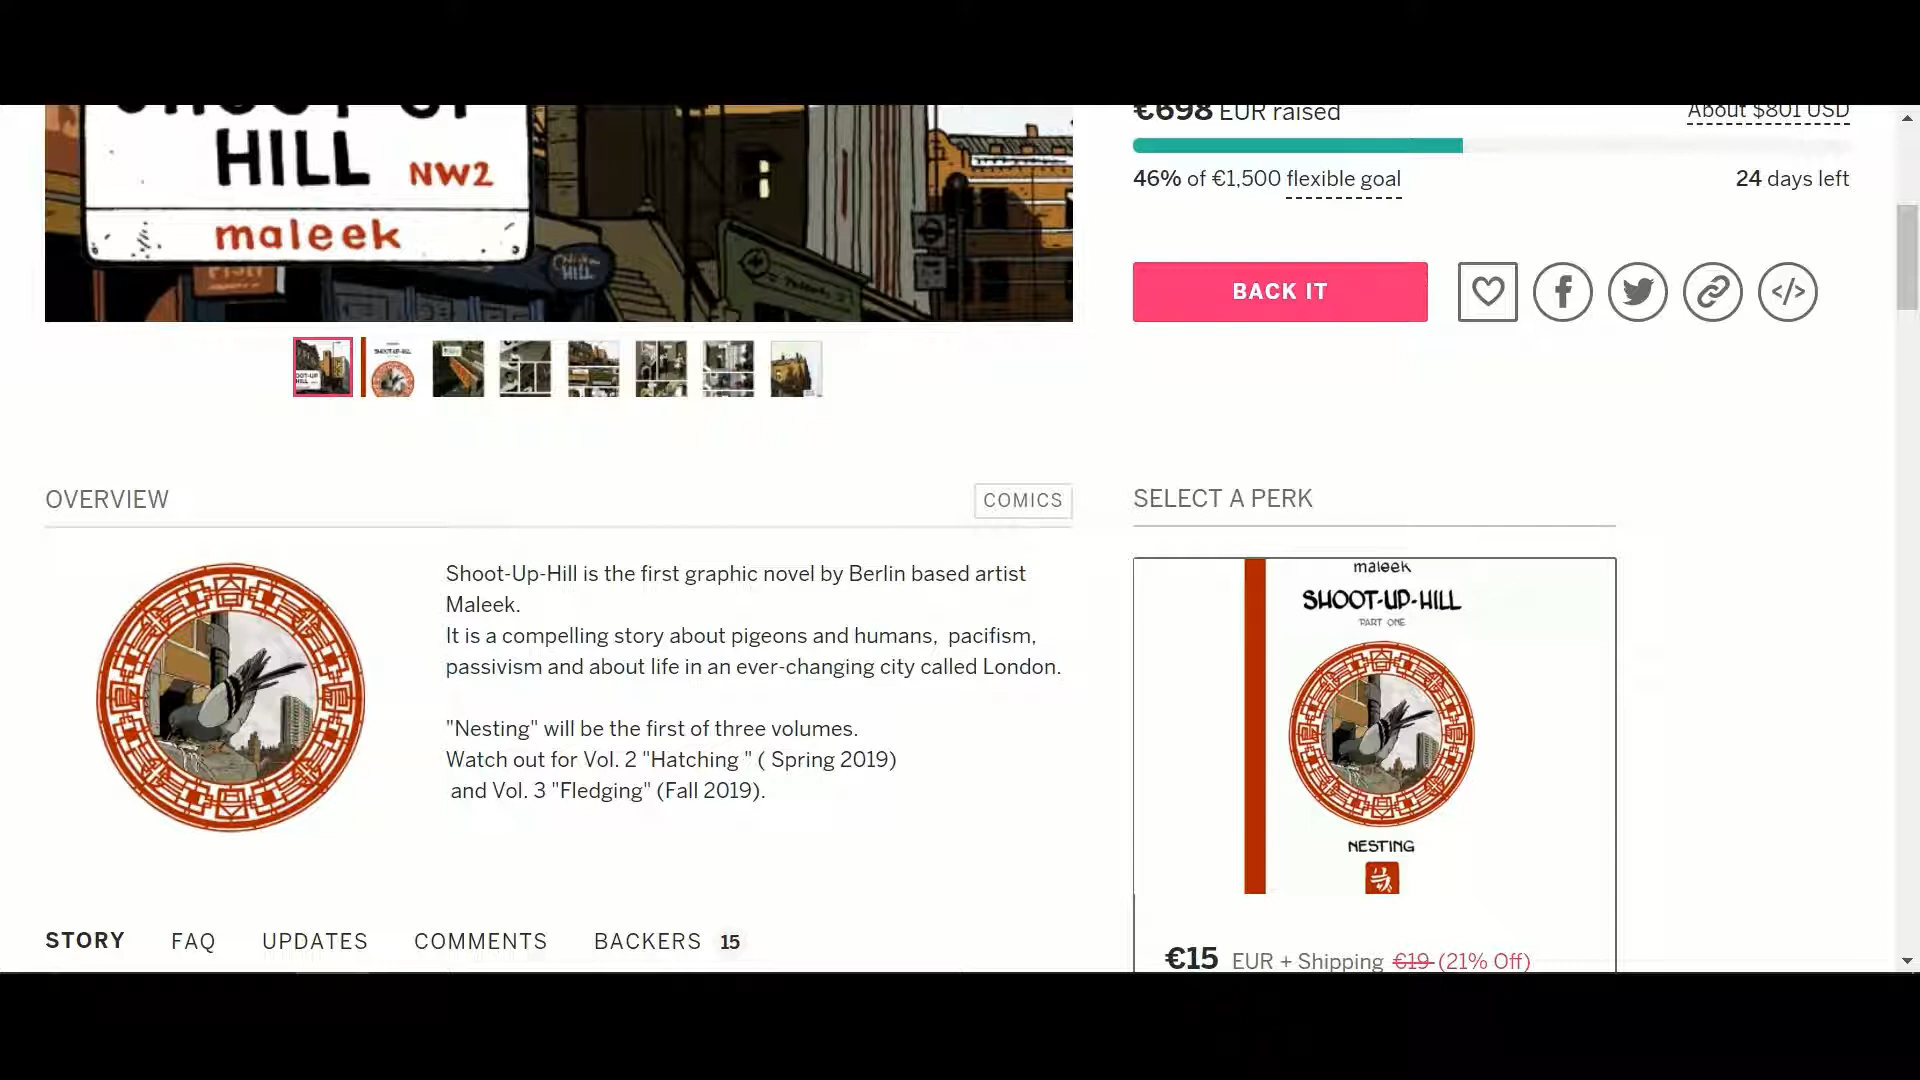 SHOOT-UP
HILL NW2
maleek
€698 EUR raised
About $801 USD
46% of €1,500 flexible goal
24 days left
BACK IT
OVERVIEW
COMICS
Shoot-Up-Hill is the first graphic novel by Berlin based artist
Maleek.
It is a compelling story about pigeons and humans, pacifism,
passivism and about life in an ever-changing city called London.
"Nesting" will be the first of three volumes.
Watch out for Vol. 2 "Hatching " ( Spring 2019)
and Vol. 3 "Fledging" (Fall 2019).
STORY
FAQ
UPDATES
COMMENTS
BACKERS 15
SELECT A PERK
maleek
SHOOT-UP-HILL
PART ONE
NESTING
€15 EUR + Shipping €19 (21% Off)